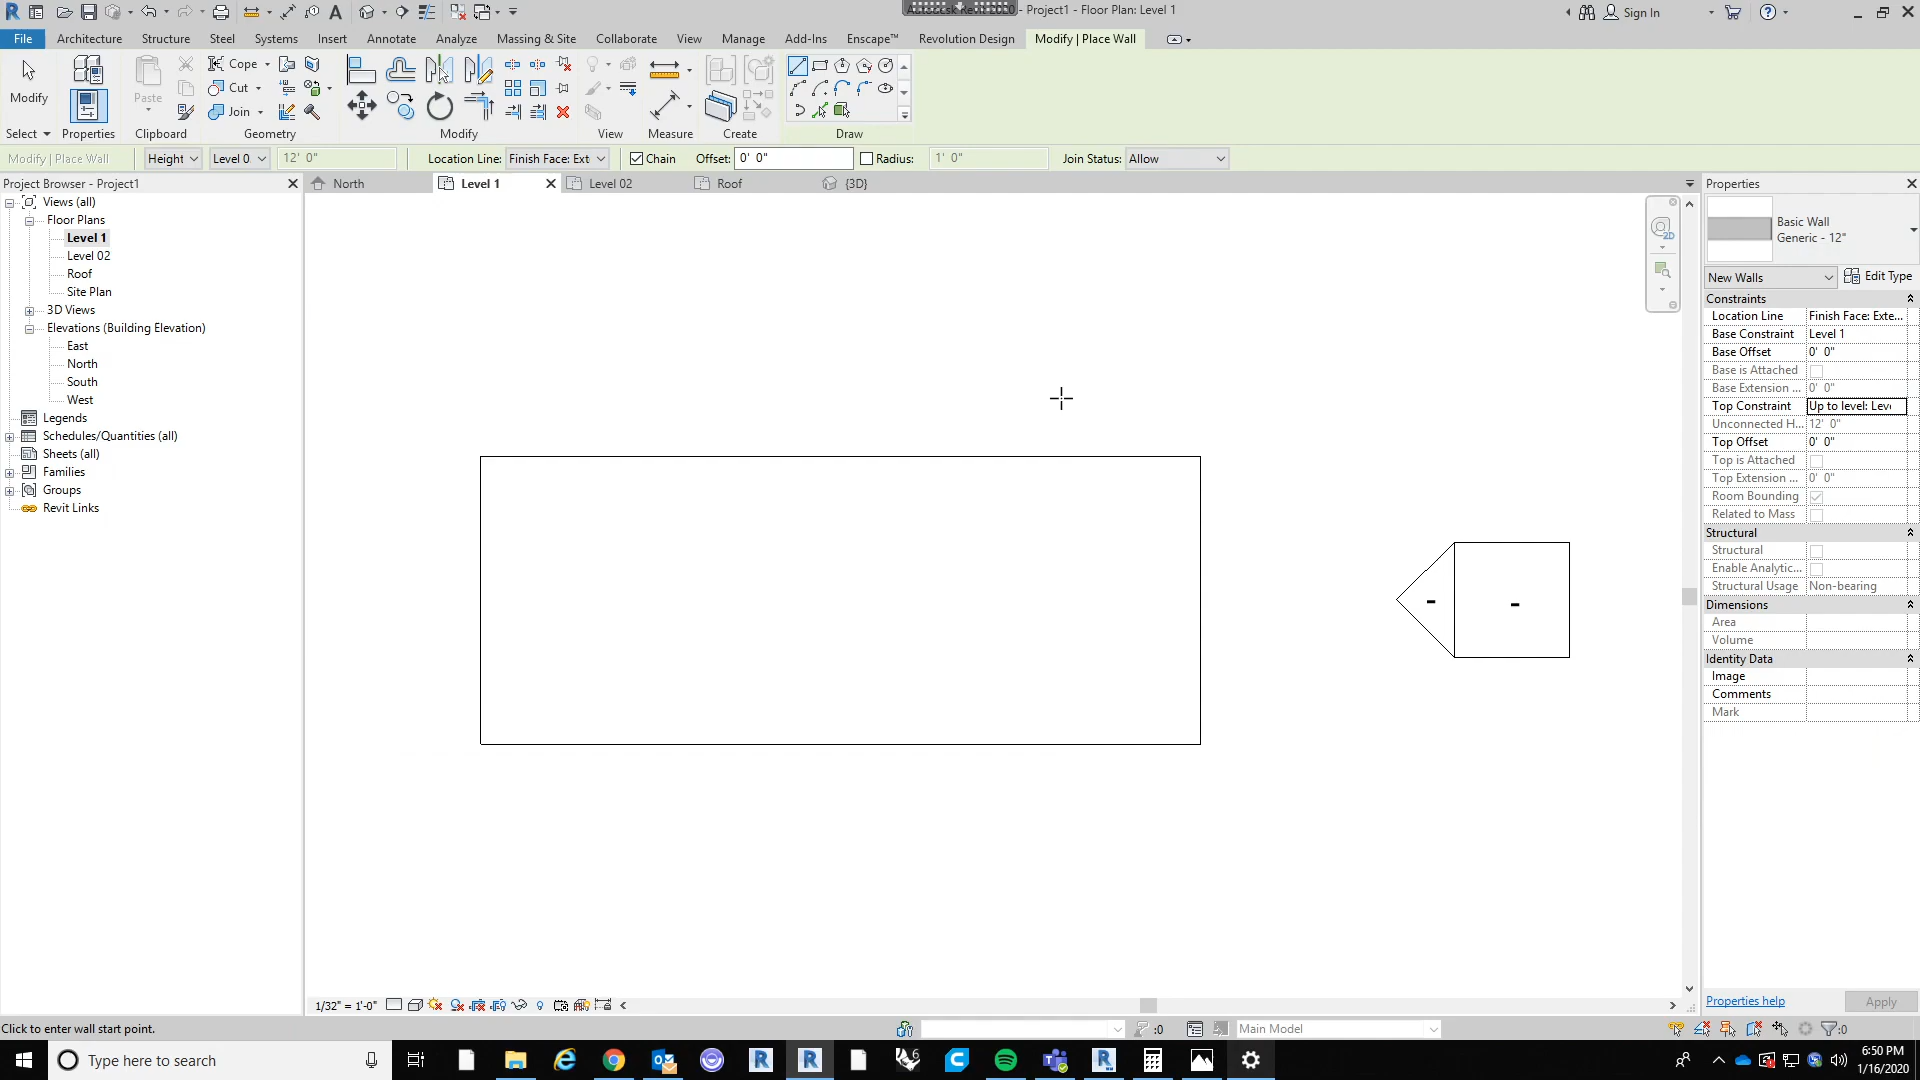 Project1 - Floor Plan: Level 1
Sign In
File Architecture Structure Steel Systems Insert Annotate Analyze Massing & Site Collaborate View Manage Add-Ins Enscape™ Revolution Design Modify | Place Wall
Modify
Paste
Cope
Cut
Join
Select Properties Clipboard Geometry Modify View Measure Create Draw
Modify | Place Wall Height Level 0 12' 0" Location Line: Finish Face: Ext Chain Offset: 0' 0" Radius: 1' 0" Join Status: Allow
Project Browser - Project1
North Level 1 Level 02 Roof {3D}
Views (all)
Floor Plans
Level 1
Level 02
Roof
Site Plan
3D Views
Elevations (Building Elevation)
East
North
South
West
Legends
Schedules/Quantities (all)
Sheets (all)
Families
Groups
Revit Links
- -
Properties
Basic Wall
Generic - 12"
New Walls Edit Type
Constraints
Location Line Finish Face: Exte...
Base Constraint Level 1
Base Offset 0' 0"
Base is Attached
Base Extension ... 0' 0"
Top Constraint Up to level: Lev
Unconnected H... 12' 0"
Top Offset 0' 0"
Top is Attached
Top Extension ... 0' 0"
Room Bounding
Related to Mass
Structural
Structural
Enable Analytic...
Structural Usage Non-bearing
Dimensions
Area
Volume
Identity Data
Image
Comments
Mark
Properties help Apply
1/32" = 1'-0"
Click to enter wall start point.
:0
Main Model
:0
Type here to search
6:50 PM
1/16/2020